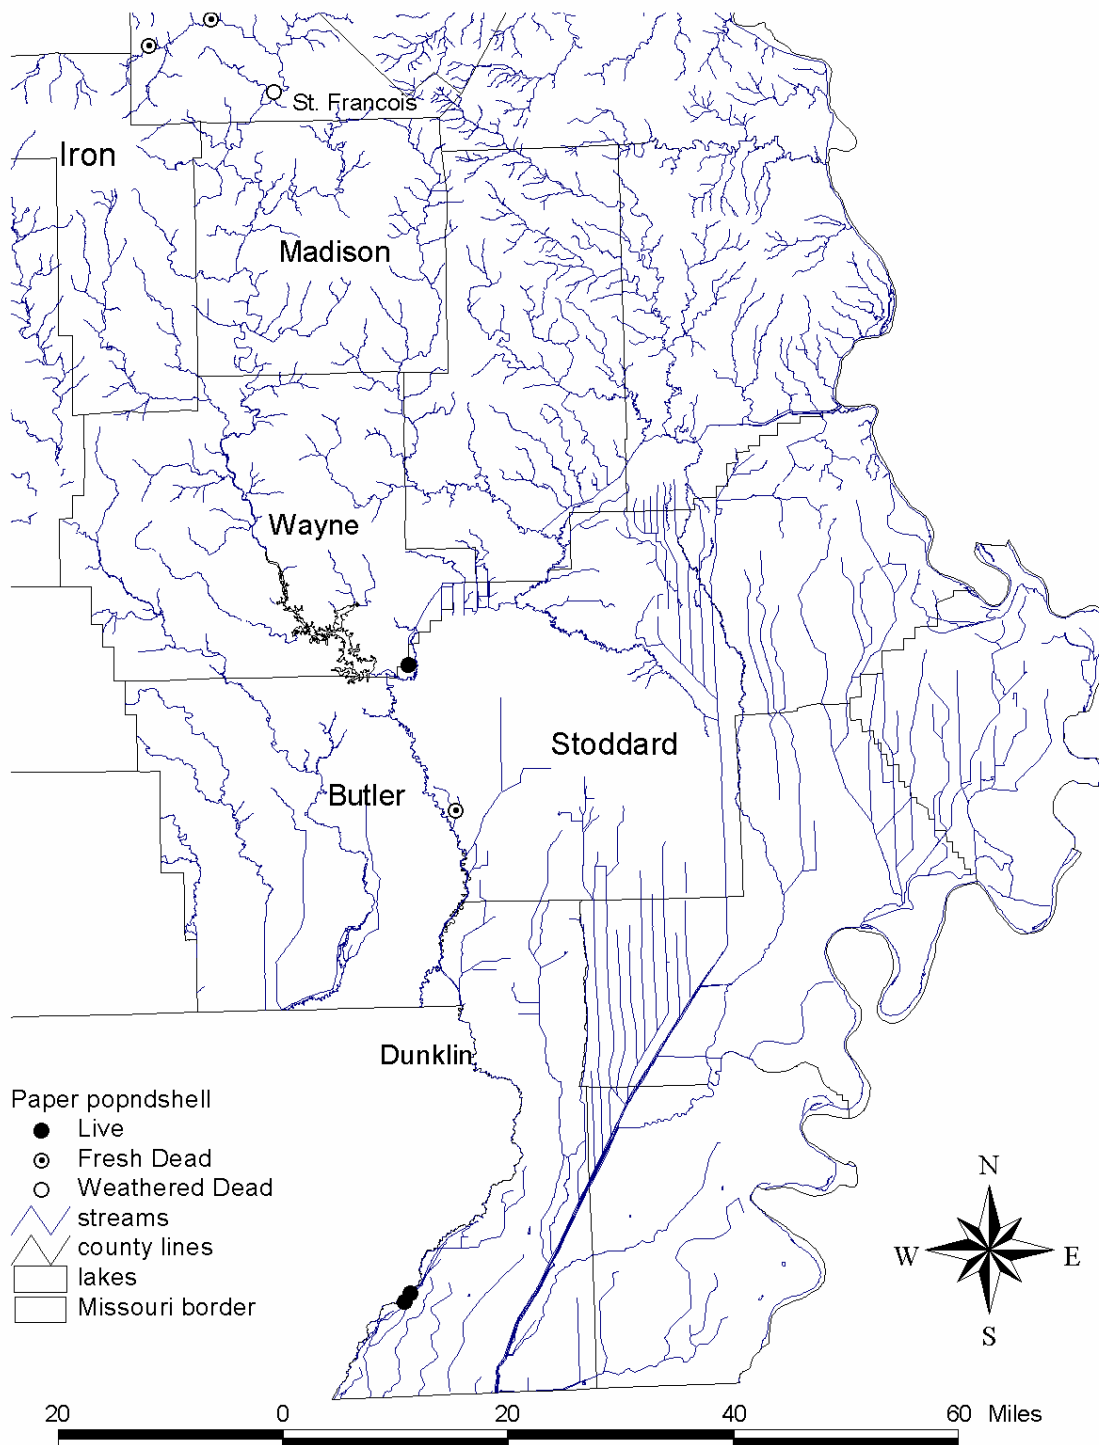 St. Francois
Iron
Madison
Wayne
Stoddard
Butler
Dunklin
Paper popndshell
Live
Fresh Dead
Weathered Dead
streams
county lines
lakes
Missouri border
N
W E
S
20 0 20 40 60 Miles